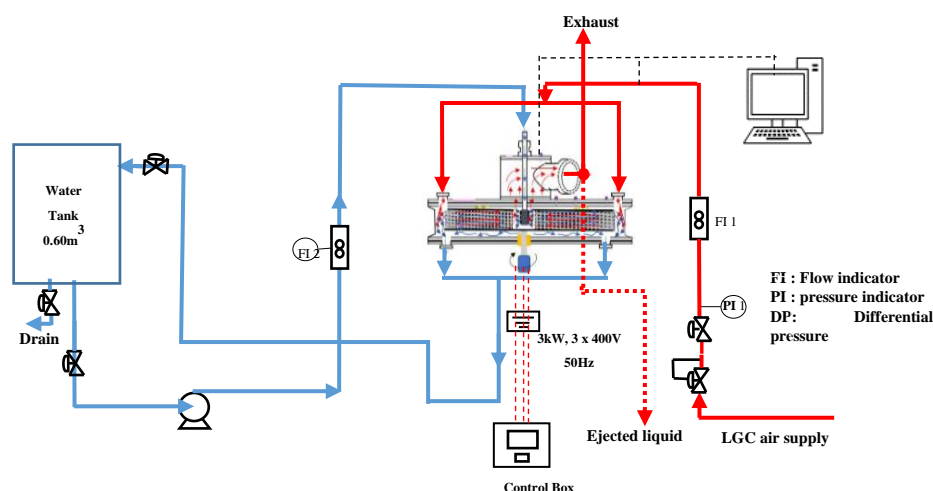 Exhaust
Water
Tank
3
0.60m
FI 2
FI 1
FI : Flow indicator
PI : pressure indicator
DP: Differential
pressure
PI 1
Drain
3kW, 3 x 400V
50Hz
Ejected liquid
LGC air supply
Control Box